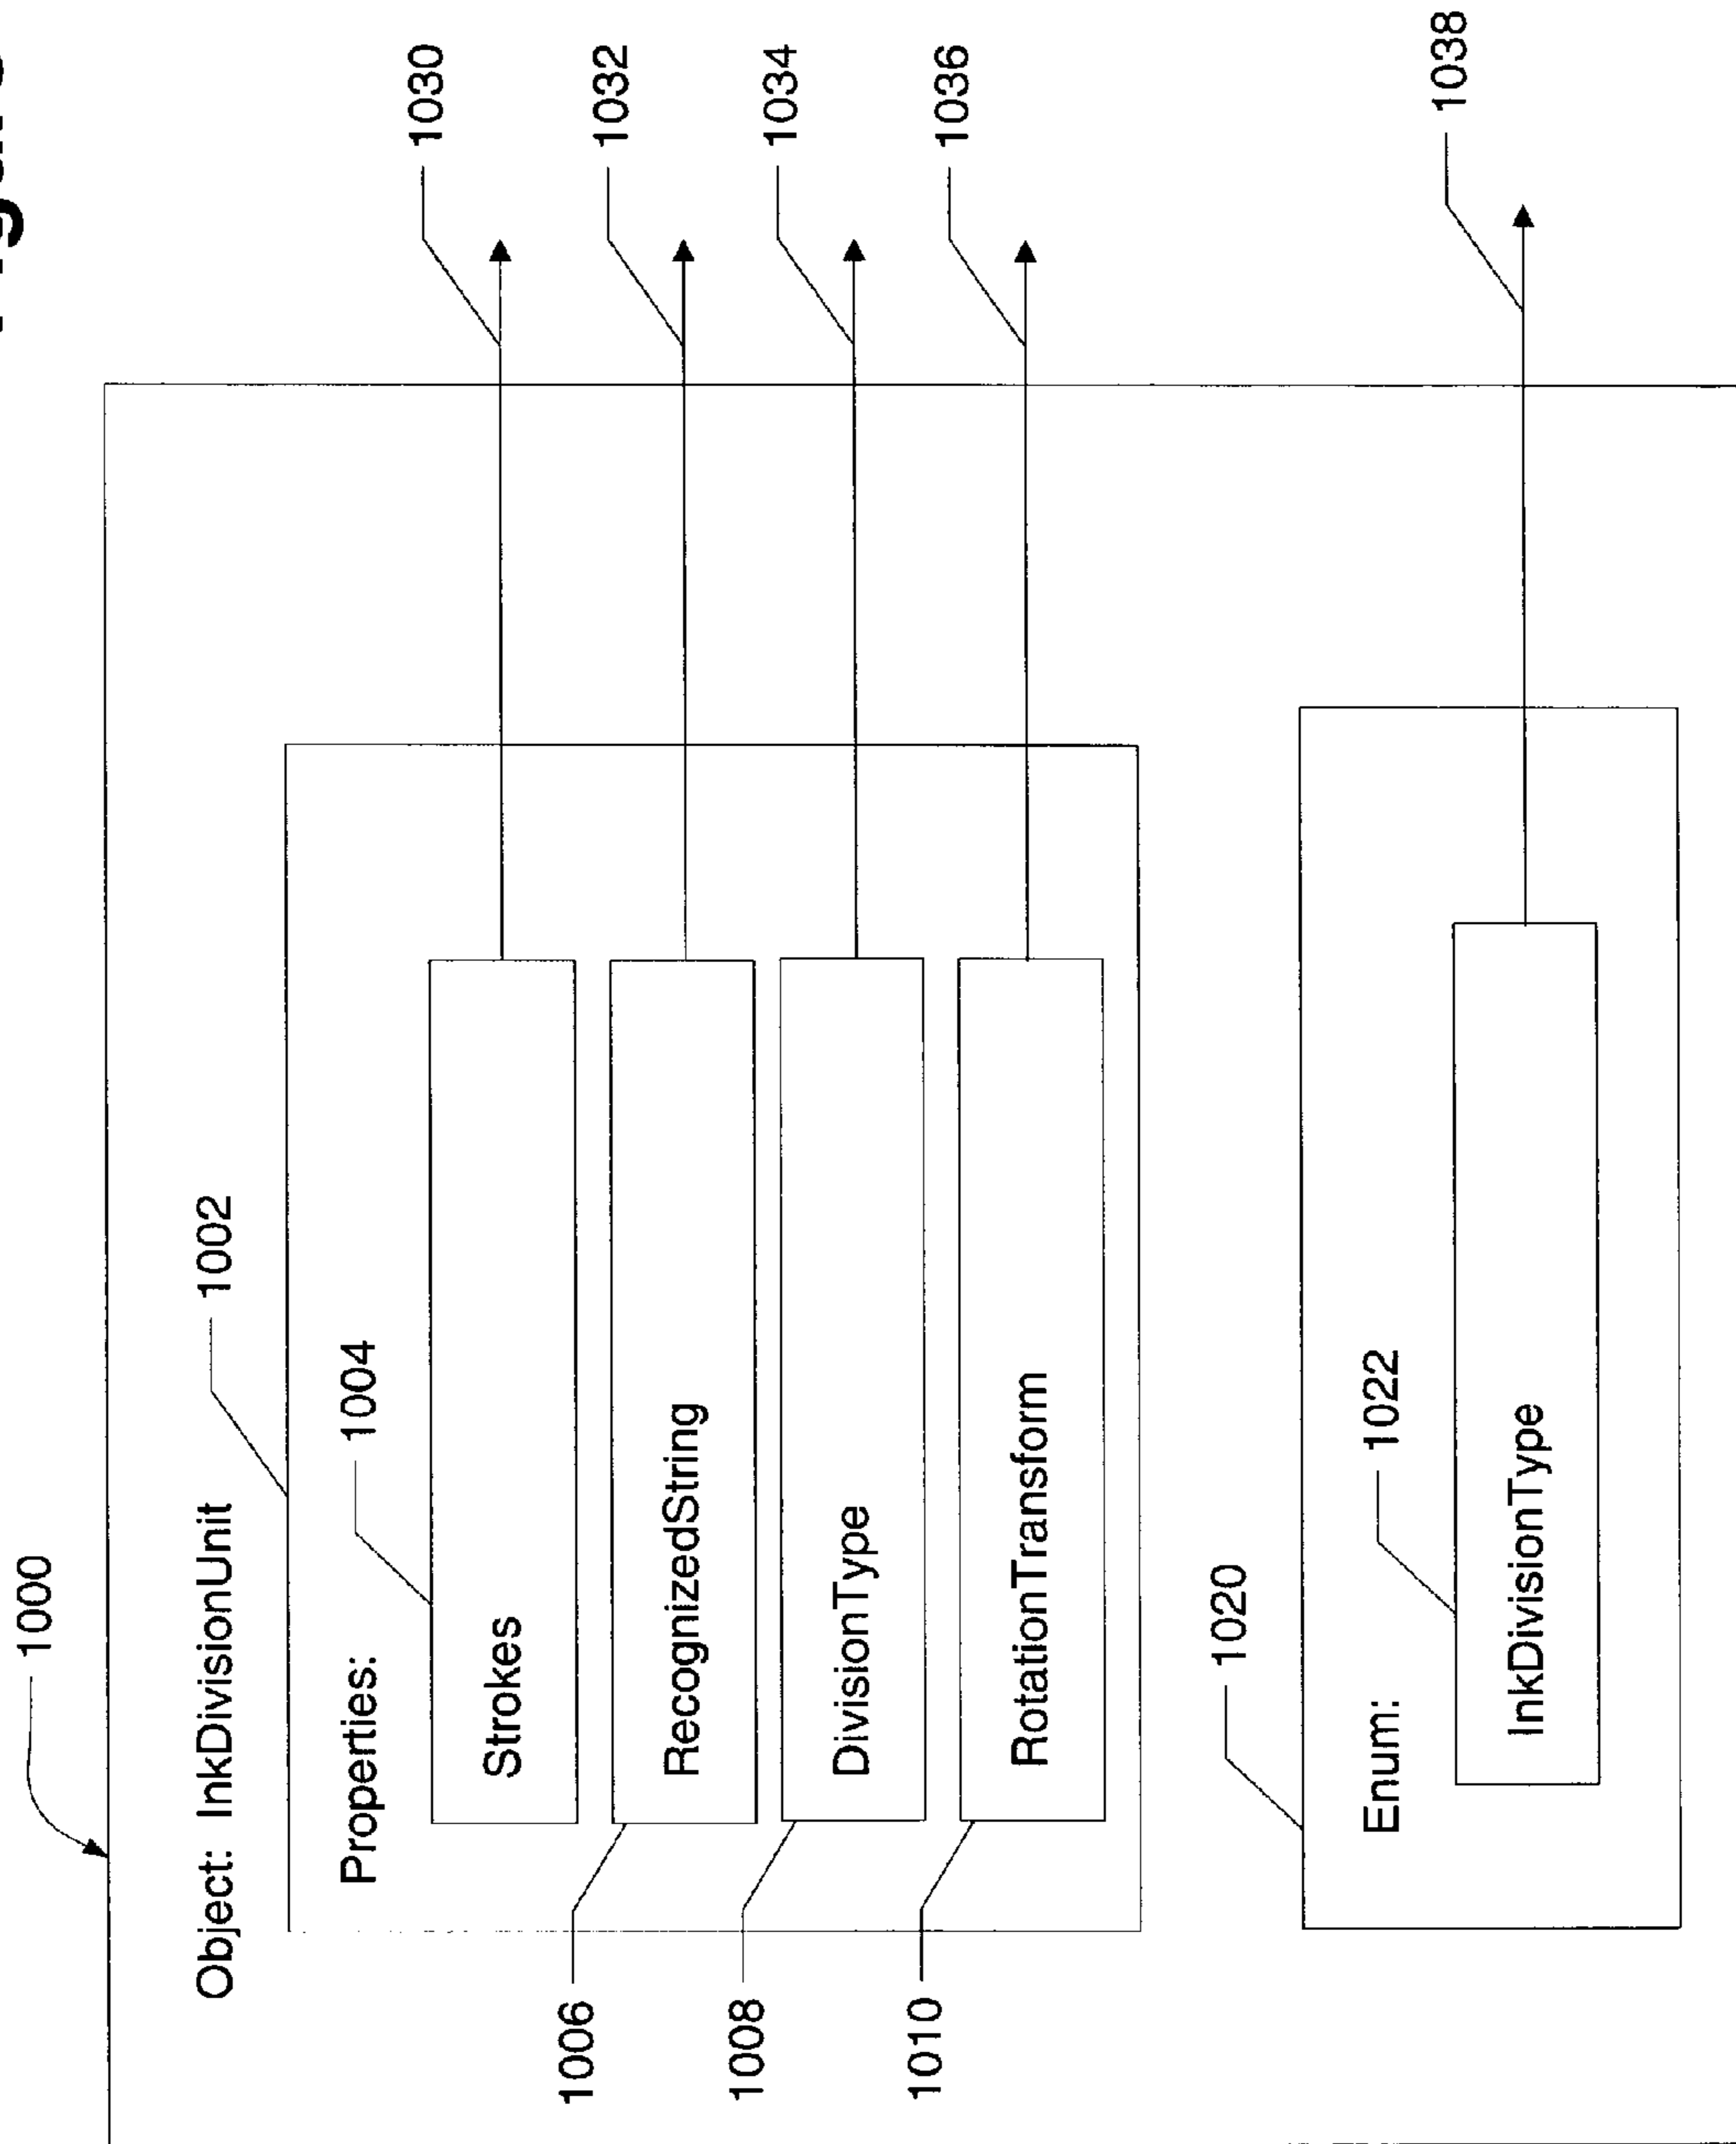 1000
Object: InkDivisionUnit
1002
Properties:
1004
1030
Strokes
1006
RecognizedString
1032
1008
DivisionType
1034
1010
RotationTransform
1036
1020
Enum:
1022
1038
InkDivisionType